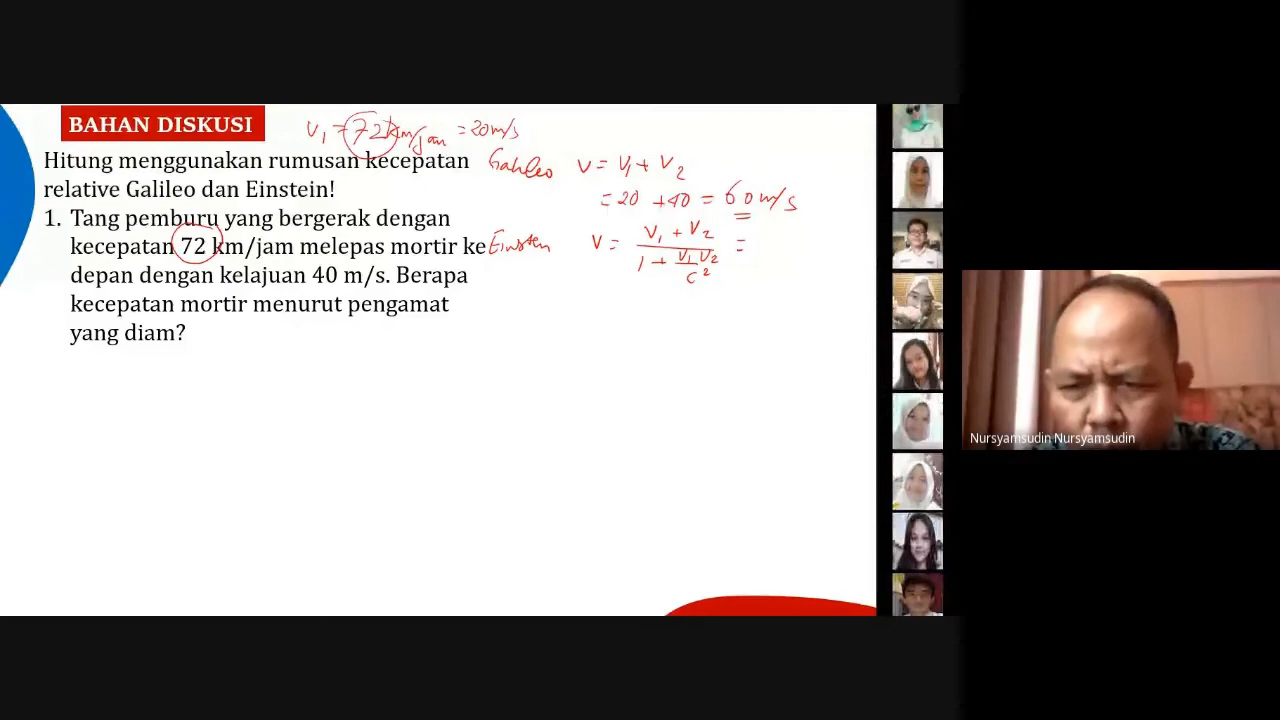 BAHAN DISKUSI
V₁ = 72 km/jam = 20 m/s
Hitung menggunakan rumusan kecepatan
relative Galileo dan Einstein!
Galileo V = V₁ + V₂
= 20 + 40 = 60 m/s
1. Tang pemburu yang bergerak dengan
kecepatan 72 km/jam melepas mortir ke
depan dengan kelajuan 40 m/s. Berapa
kecepatan mortir menurut pengamat
yang diam?
Einsten V = (V₁ + V₂) / (1 + V₁V₂/C²) =
Nursyamsudin Nursyamsudin